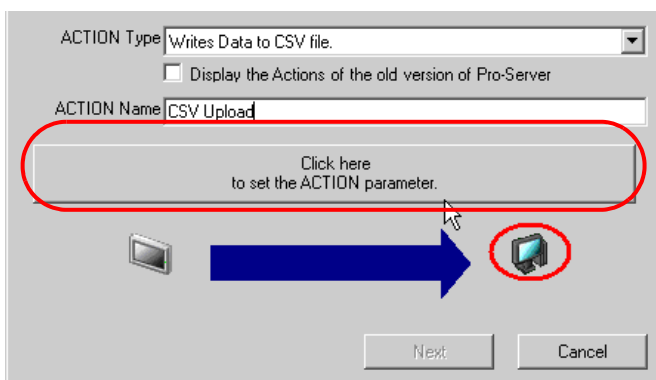 ACTION Type Writes Data to CSV file.
Display the Actions of the old version of Pro-Server
ACTION Name CSV Upload
Click here
to set the ACTION parameter.
Next Cancel